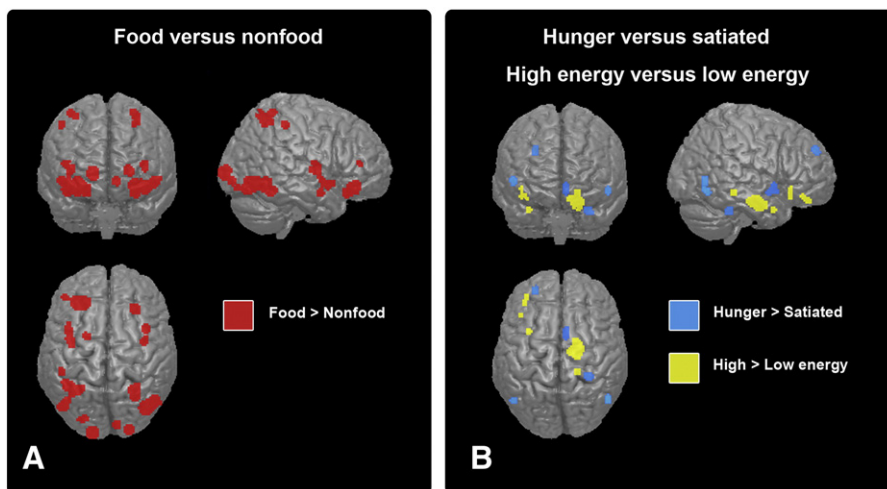 Food versus nonfood
Food > Nonfood
A
Hunger versus satiated
High energy versus low energy
Hunger > Satiated
High > Low energy
B